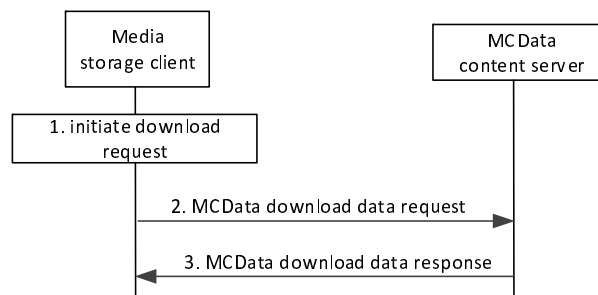 Media
storage client
MCData
content server
1. initiate download
request
2. MCData download data request
3. MCData download data response